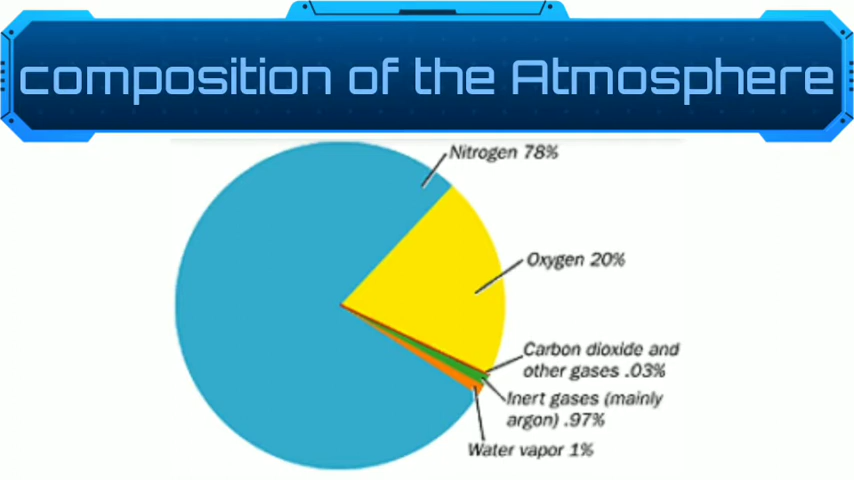 composition of the Atmosphere
Nitrogen 78%
Oxygen 20%
Carbon dioxide and
other gases .03%
Inert gases (mainly
argon) .97%
Water vapor 1%